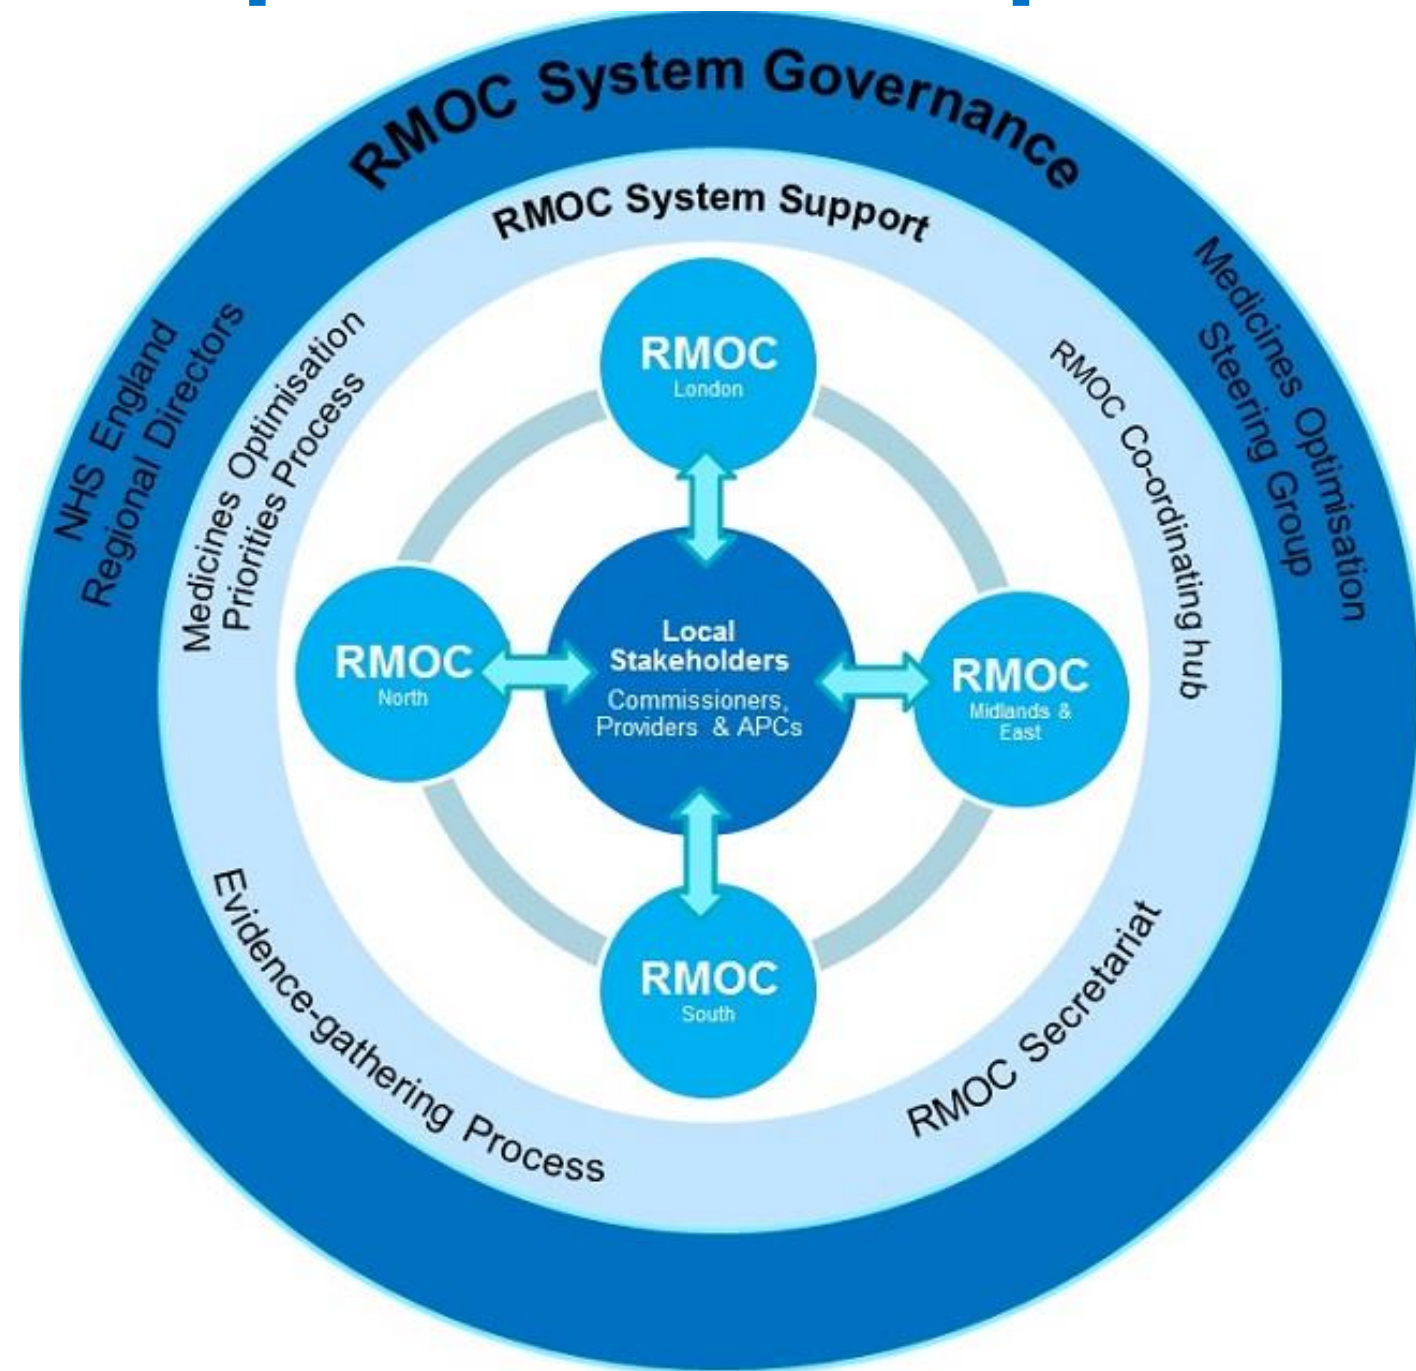 RMOC System Governance
RMOC System Support
NHS England
Regional Directors
Medicines Optimisation
Priorities Process
RMOC Co-ordinating hub
Medicines Optimisation
Steering Group
RMOC
London
RMOC
North
Local
Stakeholders
Commissioners,
Providers & APCs
RMOC
Midlands &
East
RMOC
South
Evidence-gathering Process
RMOC Secretariat